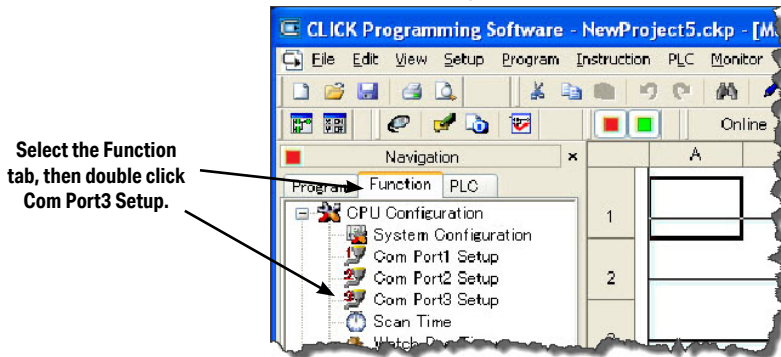 CLICK Programming Software - NewProject5.ckp - [M
File Edit View Setup Program Instruction PLC Monitor
Online
Select the Function
tab, then double click
Com Port3 Setup.
Navigation
A
Program Function PLC
CPU Configuration
1
System Configuration
Com Port1 Setup
Com Port2 Setup
2
Com Port3 Setup
Scan Time